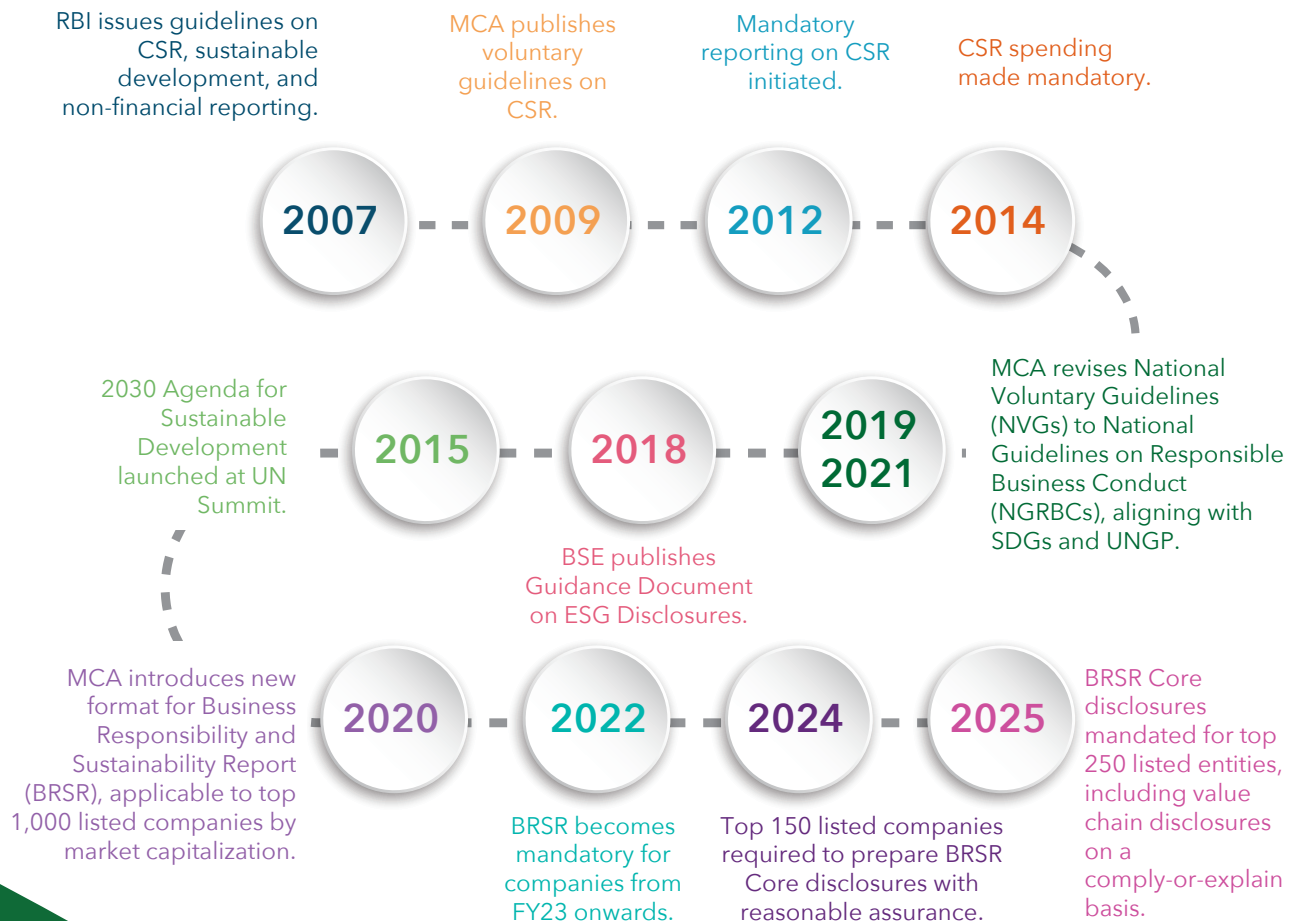 RBI issues guidelines on
CSR, sustainable
development, and
non-financial reporting.
MCA publishes
voluntary
guidelines on
CSR.
Mandatory
reporting on CSR
initiated.
CSR spending
made mandatory.
2007
2009
2012
2014
2030 Agenda for
Sustainable
Development
launched at UN
Summit.
2015
2018
BSE publishes
Guidance Document
on ESG Disclosures.
2019
2021
MCA revises National
Voluntary Guidelines
(NVGs) to National
Guidelines on Responsible
Business Conduct
(NGRBCs), aligning with
SDGs and UNGP.
MCA introduces new
format for Business
Responsibility and
Sustainability Report
(BRSR), applicable to top
1,000 listed companies by
market capitalization.
2020
2022
BRSR becomes
mandatory for
companies from
FY23 onwards.
2024
Top 150 listed companies
required to prepare BRSR
Core disclosures with
reasonable assurance.
2025
BRSR Core
disclosures
mandated for top
250 listed entities,
including value
chain disclosures
on a
comply-or-explain
basis.